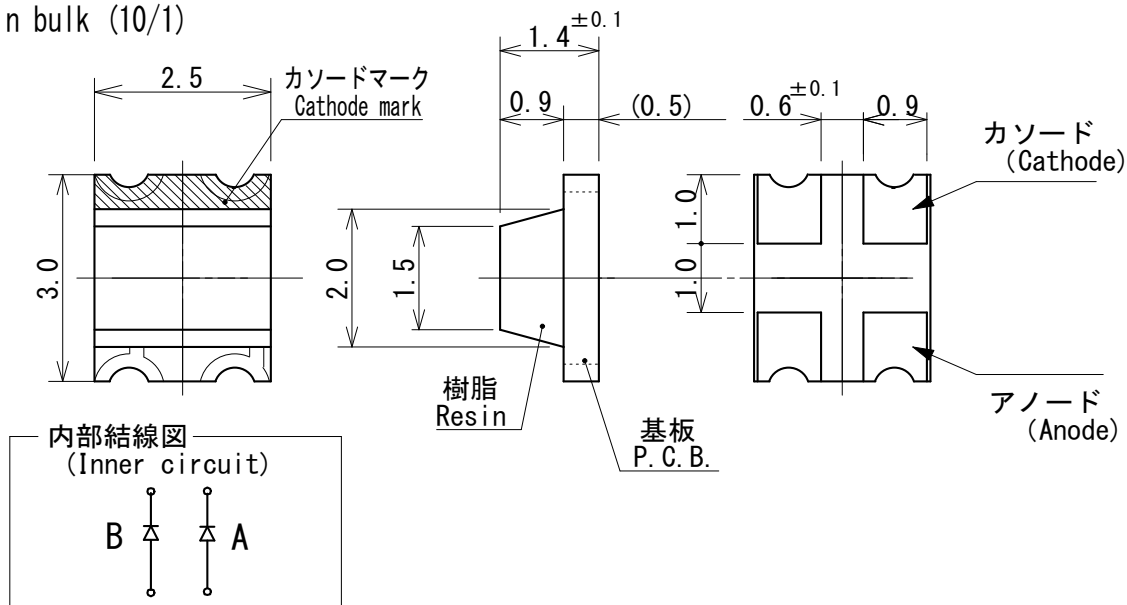 n bulk (10/1)
2.5
カソードマーク
Cathode mark
3.0
1.4±0.1
0.9
(0.5)
2.0
1.5
樹脂
Resin
基板
P.C.B.
0.6±0.1
0.9
1.0
1.0
カソード
(Cathode)
アノード
(Anode)
内部結線図
(Inner circuit)
B
A